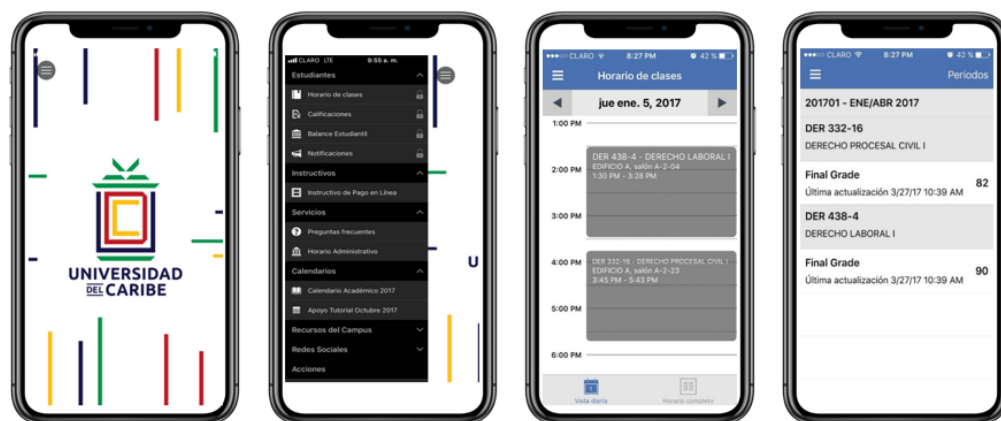 UNIVERSIDAD
DEL CARIBE
CLARO LTE 9:55 a. m.
Estudiantes
Horario de clases
Calificaciones
Balance Estudiantil
Notificaciones
Instructivos
Instructivo de Pago en Línea
Servicios
Preguntas frecuentes
Horario Administrativo
Calendarios
Calendario Académico 2017
Apoyo Tutorial Octubre 2017
Recursos del Campus
Redes Sociales
Acciones
U
CLARO 8:27 PM 42 %
Horario de clases
jue ene. 5, 2017
1:00 PM
2:00 PM
DER 438-4 - DERECHO LABORAL I
EDIFICIO A, salón A-2-04
1:30 PM - 3:28 PM
3:00 PM
4:00 PM
DER 332-16 - DERECHO PROCESAL CIVIL I
EDIFICIO A, salón A-2-23
3:45 PM - 5:43 PM
5:00 PM
6:00 PM
1
Vista diaria
Horario completo
CLARO 8:27 PM 42 %
Periodos
201701 - ENE/ABR 2017
DER 332-16
DERECHO PROCESAL CIVIL I
Final Grade
82
Última actualización 3/27/17 10:39 AM
DER 438-4
DERECHO LABORAL I
Final Grade
90
Última actualización 3/27/17 10:39 AM